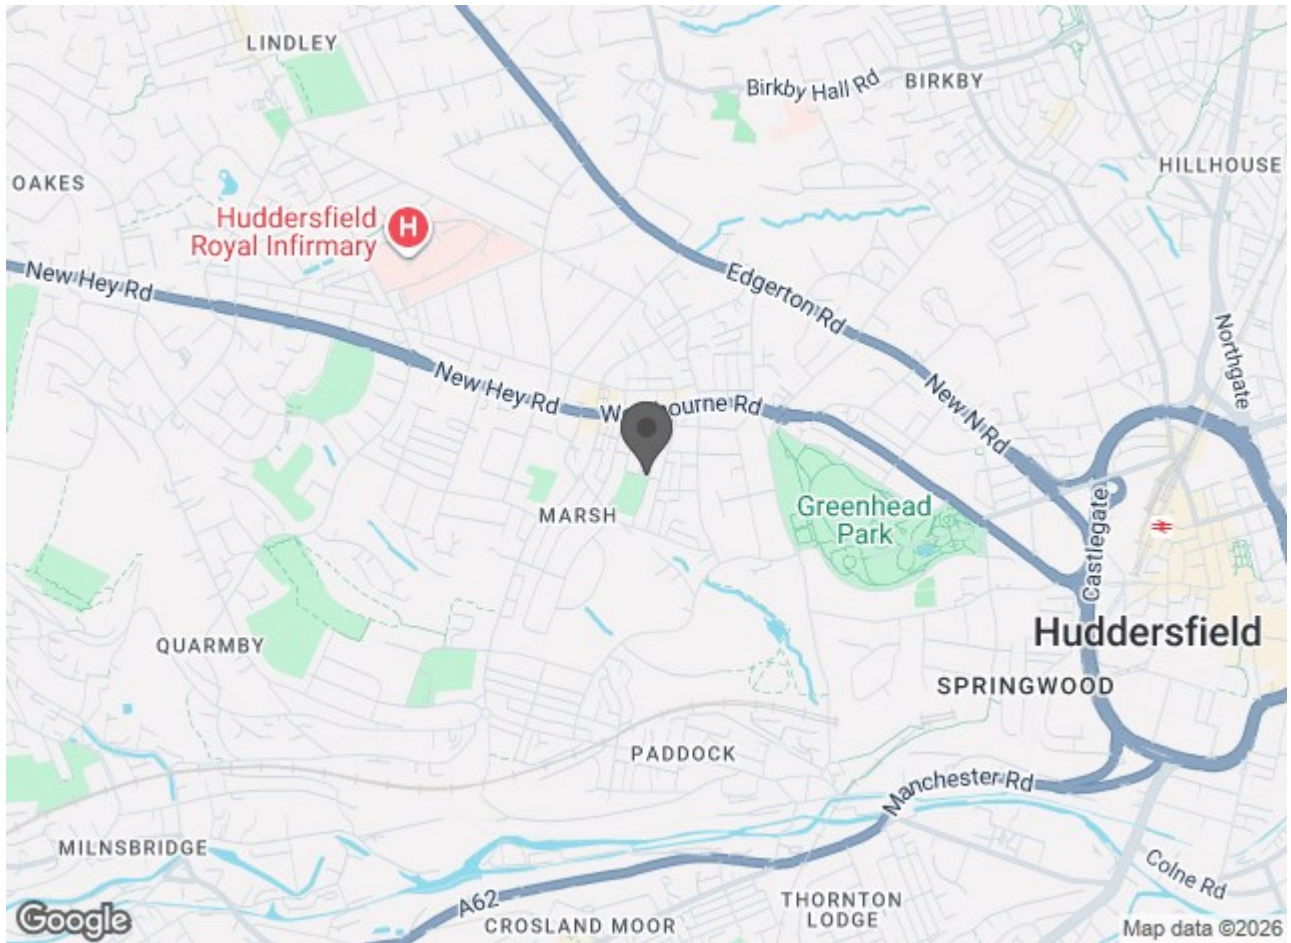 LINDLEY
Birkby Hall Rd
BIRKBY
HILLHOUSE
OAKES
Huddersfield
Royal Infirmary
H
New Hey Rd
Edgerton Rd
Northgate
New Hey Rd
New N Rd
Greenhead
Park
MARSH
Castlegate
Huddersfield
QUARMBY
SPRINGWOOD
PADDOCK
Manchester Rd
MILNSBRIDGE
Colne Rd
A62
THORNTON
LODGE
CROSLAND MOOR
Google
Map data ©2026